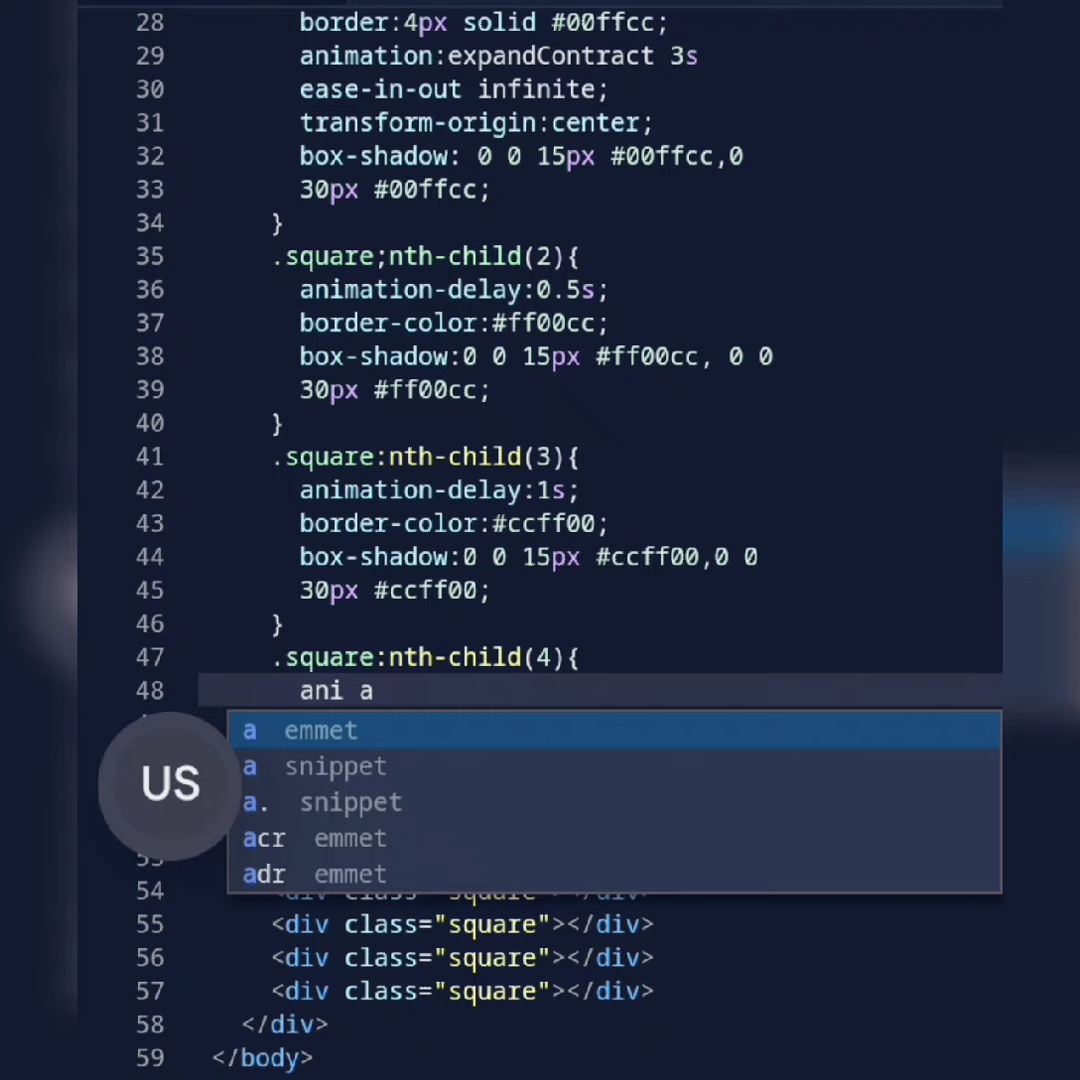 28 border:4px solid #00ffcc;
29 animation:expandContract 3s
30 ease-in-out infinite;
31 transform-origin:center;
32 box-shadow: 0 0 15px #00ffcc,0
33 30px #00ffcc;
34 }
35 .square;nth-child(2){
36 animation-delay:0.5s;
37 border-color:#ff00cc;
38 box-shadow:0 0 15px #ff00cc, 0 0
39 30px #ff00cc;
40 }
41 .square:nth-child(3){
42 animation-delay:1s;
43 border-color:#ccff00;
44 box-shadow:0 0 15px #ccff00,0 0
45 30px #ccff00;
46 }
47 .square:nth-child(4){
48 ani a
a emmet
a snippet
US
a. snippet
acr emmet
adr emmet
54 <div class="square"></div>
55 <div class="square"></div>
56 <div class="square"></div>
57 <div class="square"></div>
58 </div>
59 </body>